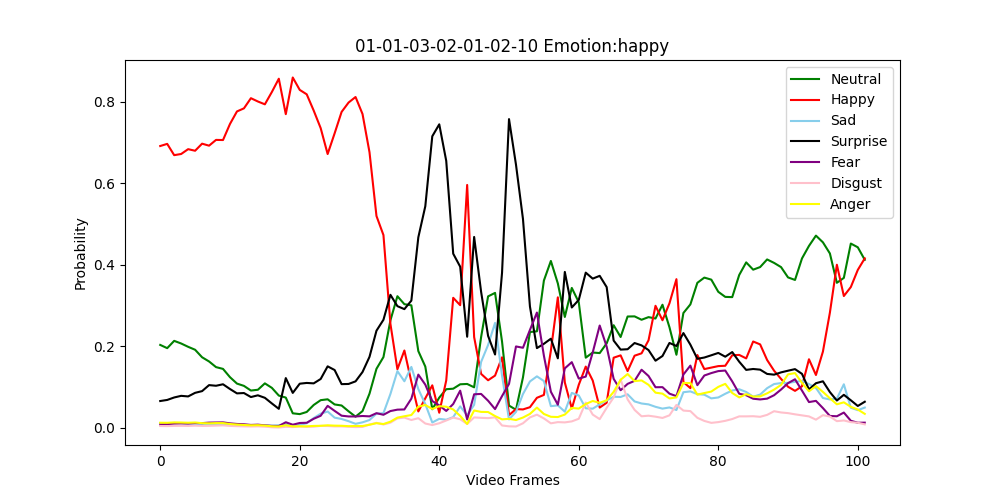 01-01-03-02-01-02-10 Emotion:happy
Probability
0.8
0.6
0.4
0.2
0.0
0 20 40 60 80 100
Video Frames
Neutral
Happy
Sad
Surprise
Fear
Disgust
Anger